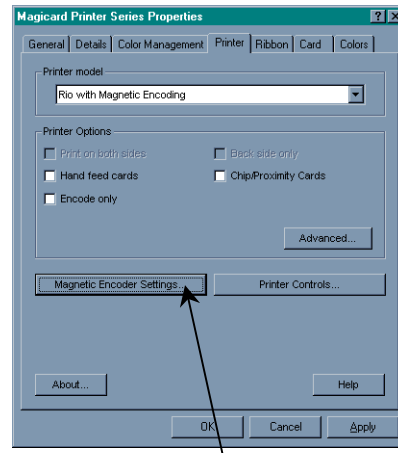 Magicard Printer Series Properties ? X
General Details Color Management Printer Ribbon Card Colors
Printer model
Rio with Magnetic Encoding
Printer Options
Print on both sides Back side only
Hand feed cards Chip/Proximity Cards
Encode only
Advanced...
Magnetic Encoder Settings... Printer Controls...
About... Help
OK Cancel Apply